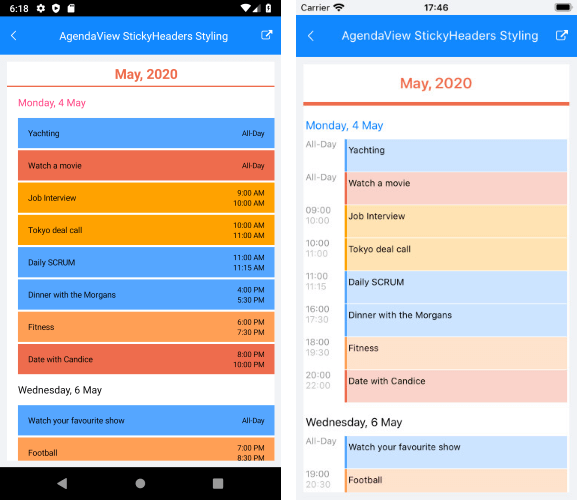 6:18
AgendaView StickyHeaders Styling
May, 2020
Monday, 4 May
Yachting All-Day
Watch a movie All-Day
Job Interview 9:00 AM
10:00 AM
Tokyo deal call 10:00 AM
11:00 AM
Daily SCRUM 11:00 AM
11:15 AM
Dinner with the Morgans 4:00 PM
5:30 PM
Fitness 6:00 PM
7:30 PM
Date with Candice 8:00 PM
10:00 PM
Wednesday, 6 May
Watch your favourite show All-Day
Football 7:00 PM
8:30 PM
Carrier 17:46
AgendaView StickyHeaders Styling
May, 2020
Monday, 4 May
All-Day Yachting
All-Day Watch a movie
09:00 Job Interview
10:00
10:00 Tokyo deal call
11:00
11:00 Daily SCRUM
11:15
16:00 Dinner with the Morgans
17:30
18:00 Fitness
19:30
20:00 Date with Candice
22:00
Wednesday, 6 May
All-Day Watch your favourite show
19:00 Football
20:30